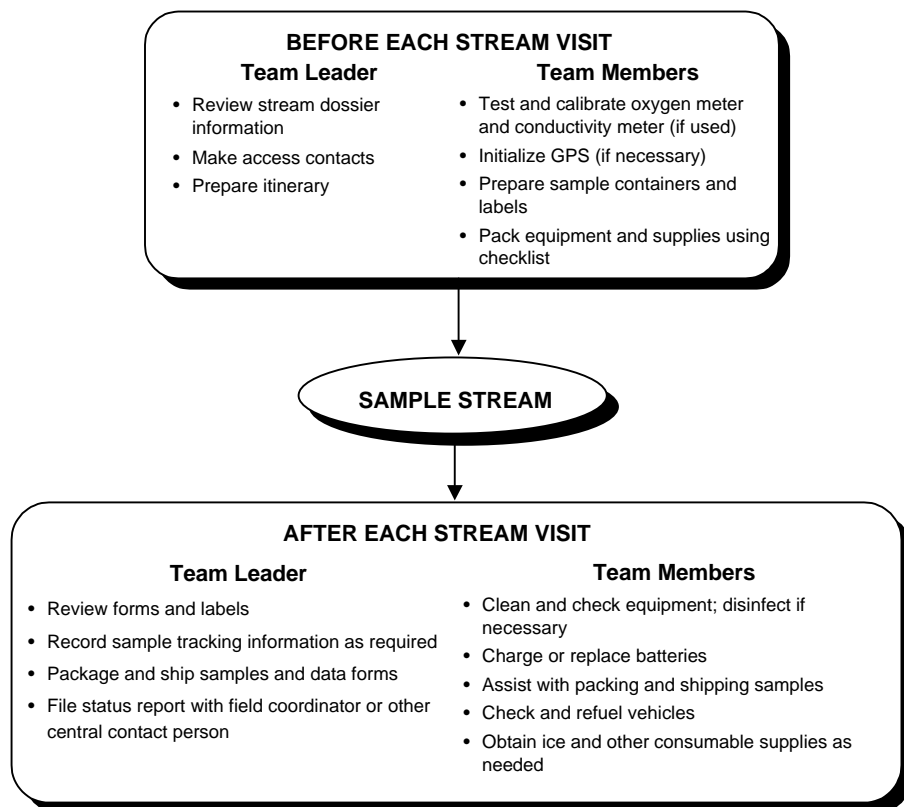 BEFORE EACH STREAM VISIT
Team Leader
• Review stream dossier
information
• Make access contacts
• Prepare itinerary
Team Members
• Test and calibrate oxygen meter
and conductivity meter (if used)
• Initialize GPS (if necessary)
• Prepare sample containers and
labels
• Pack equipment and supplies using
checklist
SAMPLE STREAM
AFTER EACH STREAM VISIT
Team Leader
• Review forms and labels
• Record sample tracking information as required
• Package and ship samples and data forms
• File status report with field coordinator or other
central contact person
Team Members
• Clean and check equipment; disinfect if
necessary
• Charge or replace batteries
• Assist with packing and shipping samples
• Check and refuel vehicles
• Obtain ice and other consumable supplies as
needed